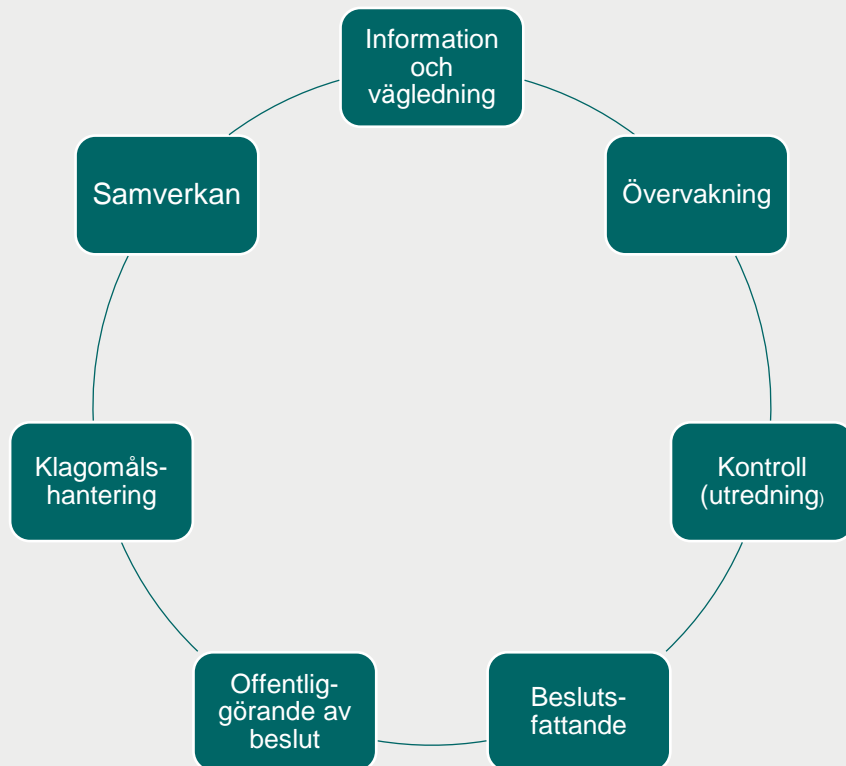 Information
och
vägledning
Övervakning
Kontroll
(utredning)
Besluts-
fattande
Offentlig-
görande av
beslut
Klagomåls-
hantering
Samverkan